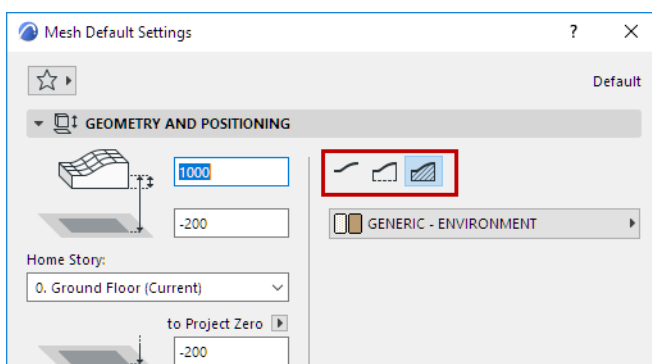 Mesh Default Settings
?
Default
GEOMETRY AND POSITIONING
1000
-200
GENERIC - ENVIRONMENT
Home Story:
0. Ground Floor (Current)
to Project Zero
-200